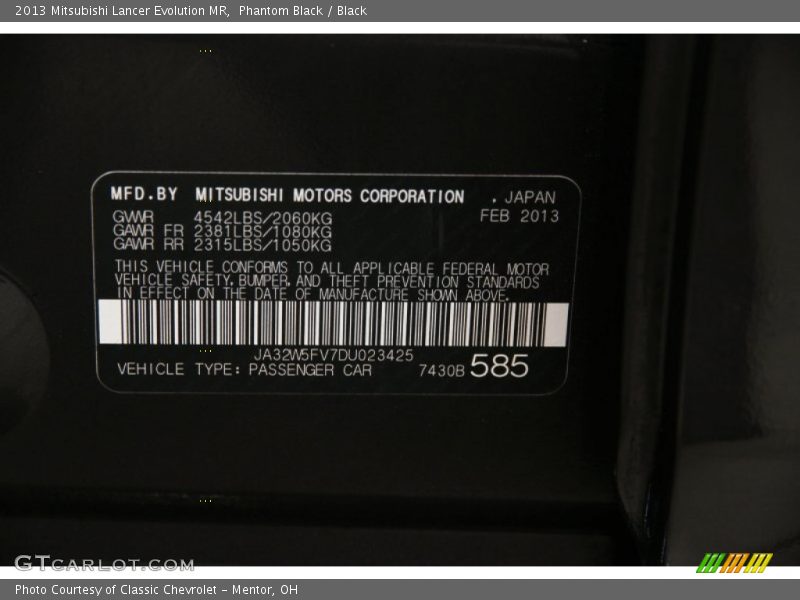 2013 Mitsubishi Lancer Evolution MR, Phantom Black / Black
MFD.BY MITSUBISHI MOTORS CORPORATION . JAPAN
GVWR 4542LBS/2060KG FEB 2013
GAWR FR 2381LBS/1080KG
GAWR RR 2315LBS/1050KG
THIS VEHICLE CONFORMS TO ALL APPLICABLE FEDERAL MOTOR
VEHICLE SAFETY, BUMPER, AND THEFT PREVENTION STANDARDS
IN EFFECT ON THE DATE OF MANUFACTURE SHOWN ABOVE.
JA32W5FV7DU023425
VEHICLE TYPE: PASSENGER CAR 7430B 585
GTCARLOT.COM
Photo Courtesy of Classic Chevrolet - Mentor, OH